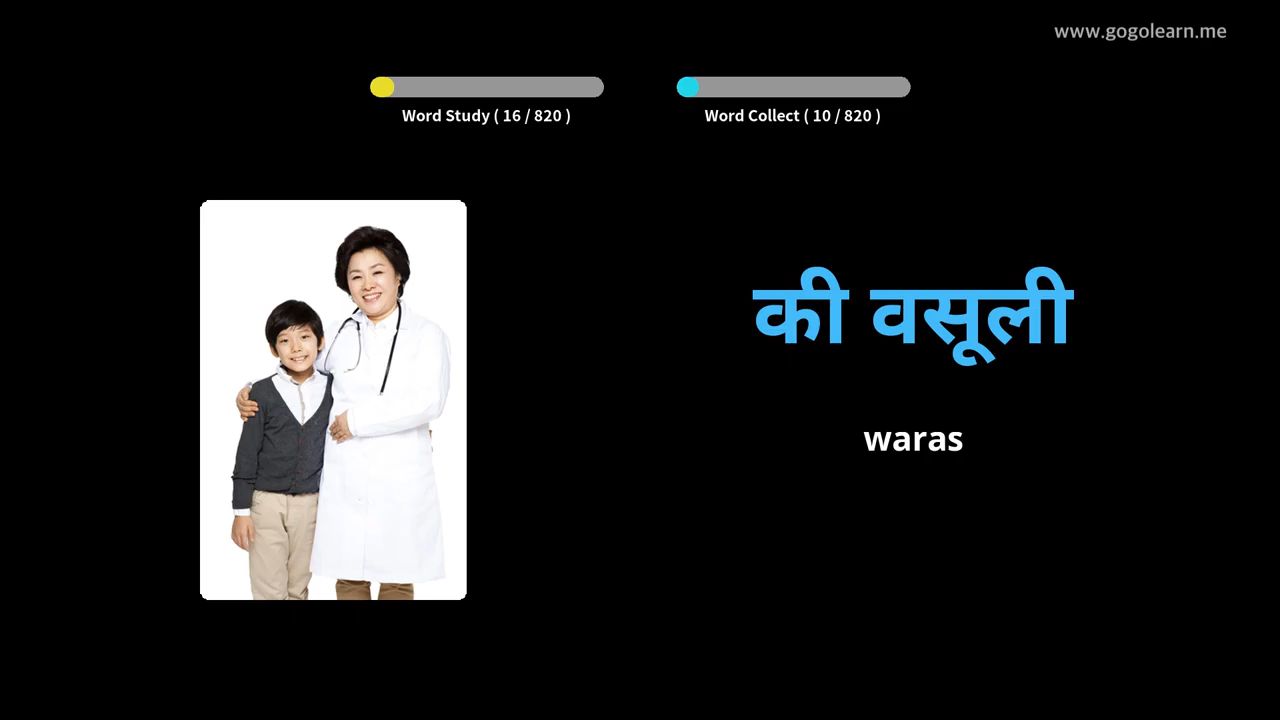 www.gogolearn.me
Word Study ( 16 / 820 )
Word Collect ( 10 / 820 )
की वसूली
waras